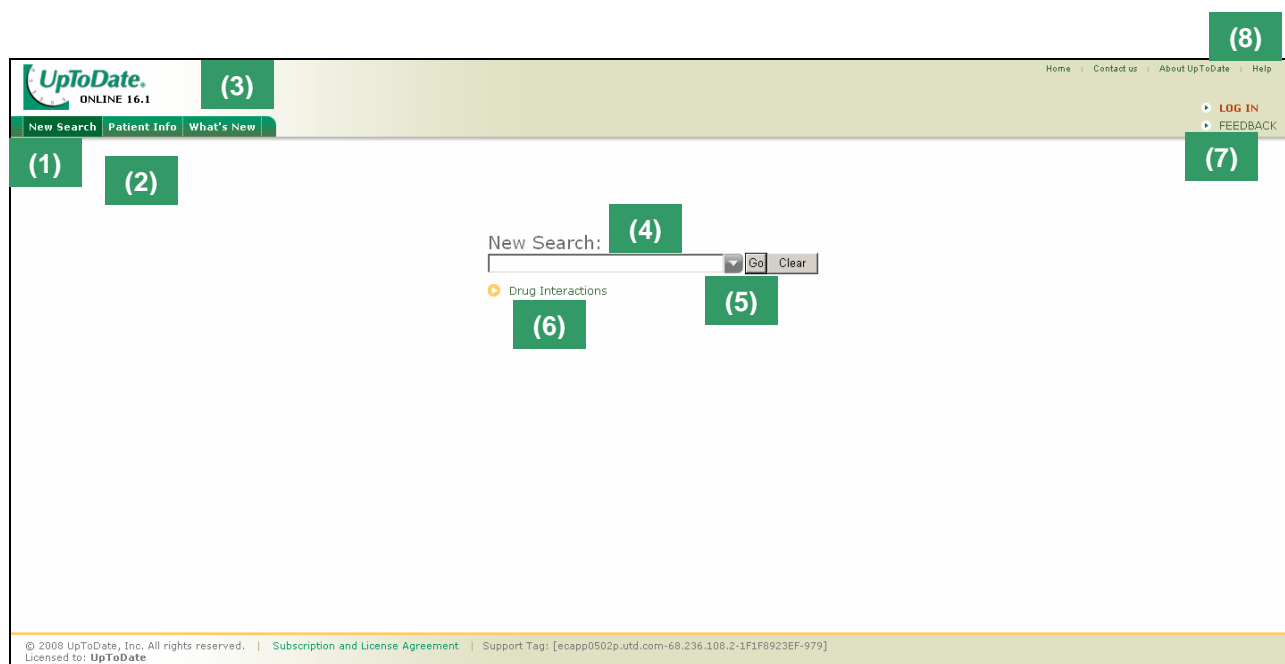 (8)
UpToDate.
ONLINE 16.1
(3)
Home | Contact us | About UpToDate | Help
LOG IN
FEEDBACK
New Search Patient Info What's New
(1)
(2)
(7)
New Search:
(4)
Go Clear
Drug Interactions
(5)
(6)
© 2008 UpToDate, Inc. All rights reserved. | Subscription and License Agreement | Support Tag: [ecapp0502p.utd.com-68.236.108.2-1F1F8923EF-979]
Licensed to: UpToDate